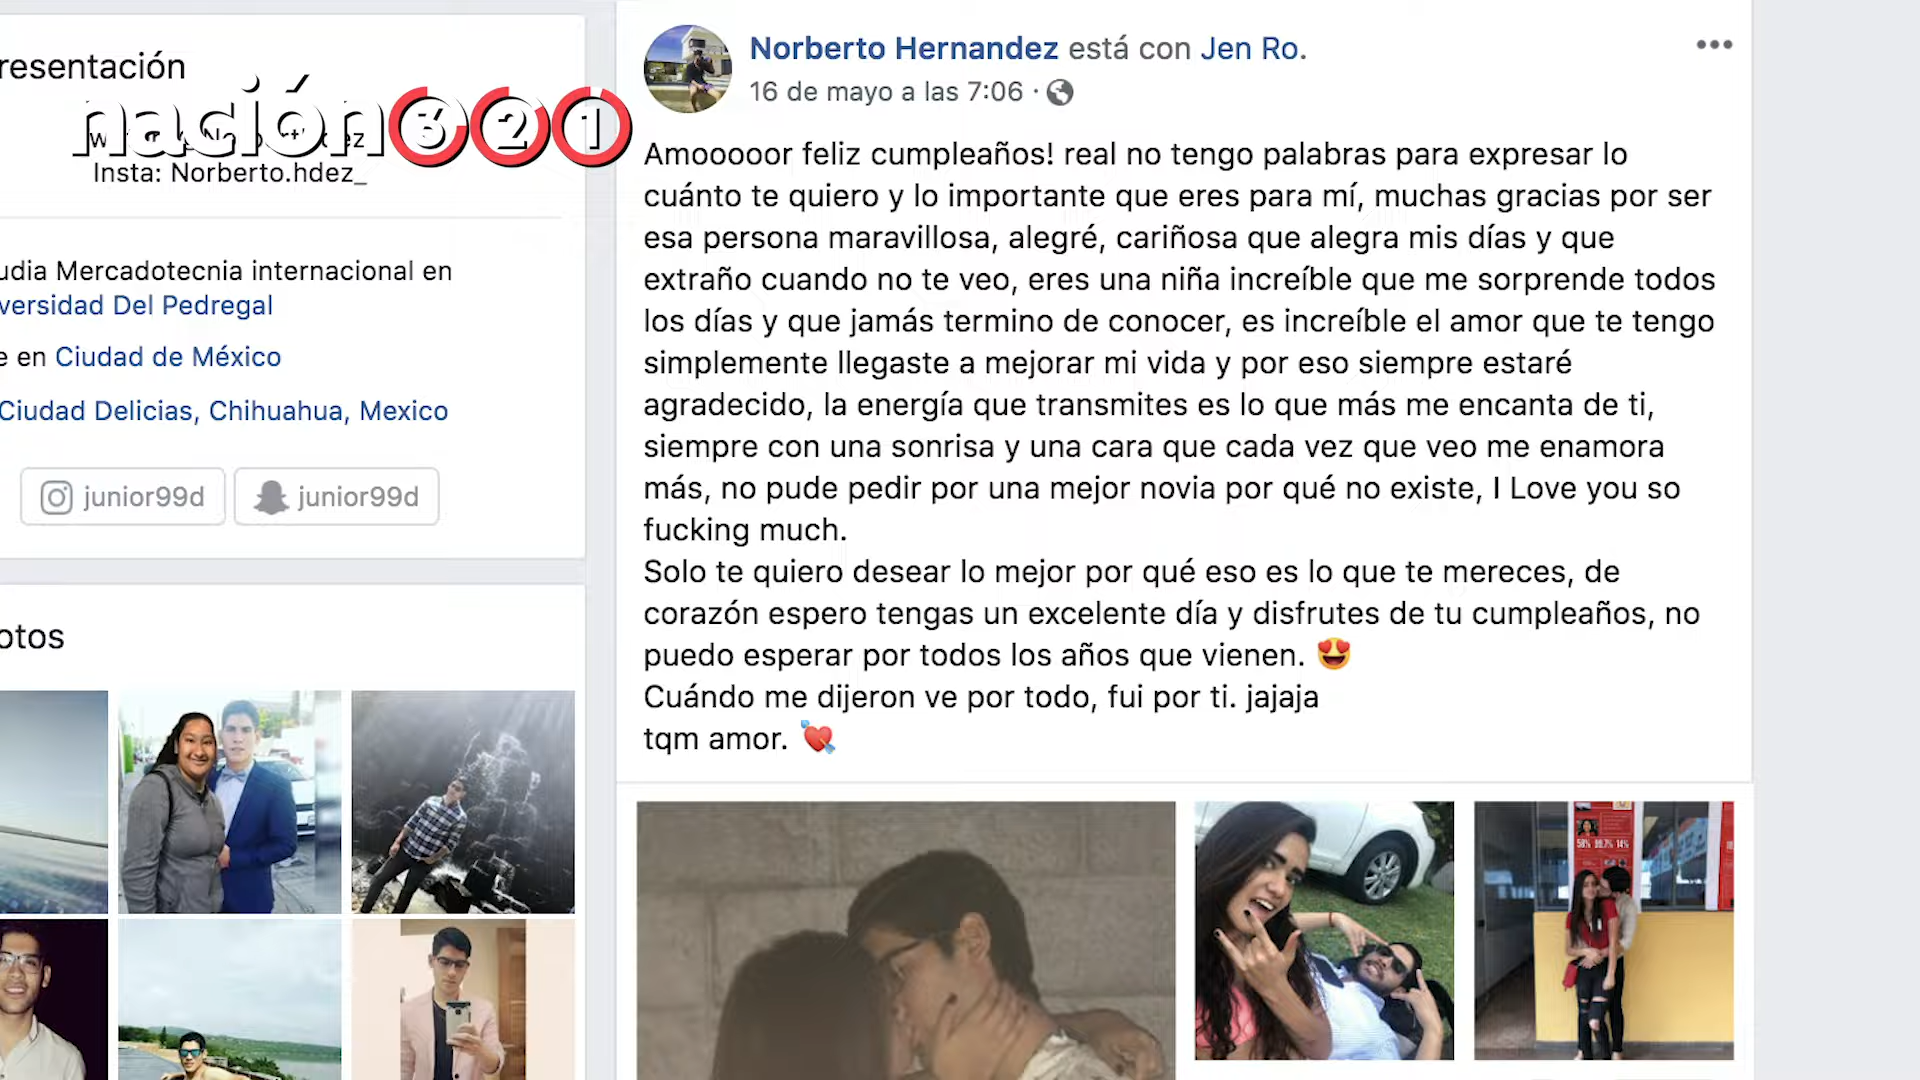 resentación
nación321
Insta: Norberto.hdez_
udia Mercadotecnia internacional en
versidad Del Pedregal
e en Ciudad de México
Ciudad Delicias, Chihuahua, Mexico
junior99d
junior99d
otos
Norberto Hernandez está con Jen Ro.
16 de mayo a las 7:06 ·
Amooooor feliz cumpleaños! real no tengo palabras para expresar lo
cuánto te quiero y lo importante que eres para mí, muchas gracias por ser
esa persona maravillosa, alegré, cariñosa que alegra mis días y que
extraño cuando no te veo, eres una niña increíble que me sorprende todos
los días y que jamás termino de conocer, es increíble el amor que te tengo
simplemente llegaste a mejorar mi vida y por eso siempre estaré
agradecido, la energía que transmites es lo que más me encanta de ti,
siempre con una sonrisa y una cara que cada vez que veo me enamora
más, no pude pedir por una mejor novia por qué no existe, I Love you so
fucking much.
Solo te quiero desear lo mejor por qué eso es lo que te mereces, de
corazón espero tengas un excelente día y disfrutes de tu cumpleaños, no
puedo esperar por todos los años que vienen. 😍
Cuándo me dijeron ve por todo, fui por ti. jajaja
tqm amor. 💘
58% 99.7% 14%